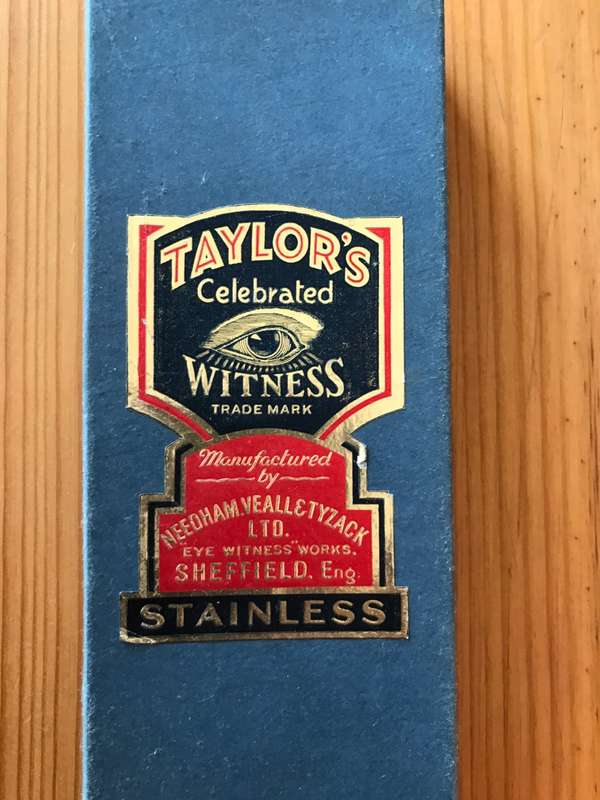 TAYLOR'S
Celebrated
WITNESS
TRADE MARK
Manufactured
by
NEEDHAM.VEALL&TYZACK
LTD.
"EYE WITNESS" WORKS.
SHEFFIELD. Eng.
STAINLESS